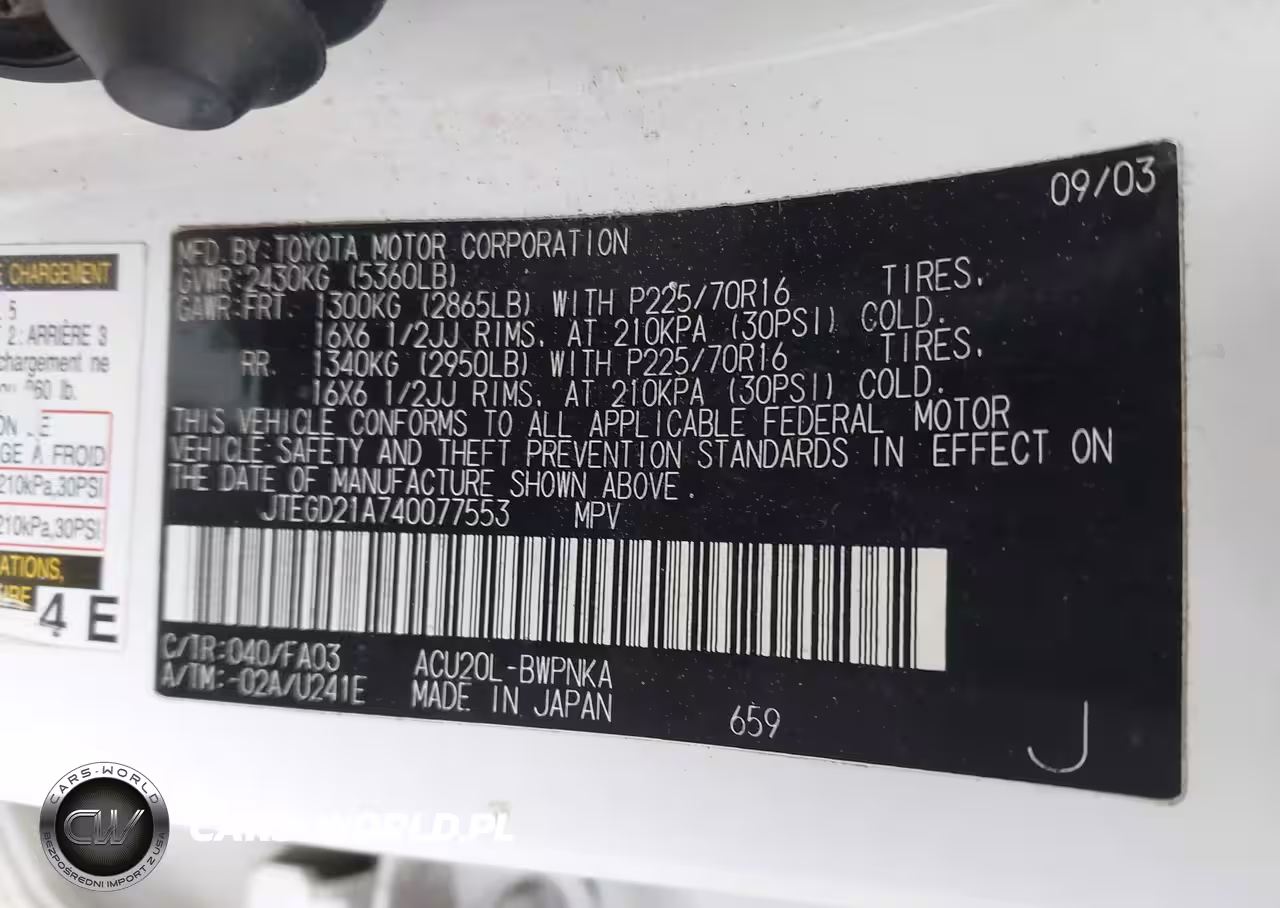 09/03
MFD. BY: TOYOTA MOTOR CORPORATION
GVWR: 2430KG (5360LB)
GAWR: FRT. 1300KG (2865LB) WITH P225/70R16 TIRES,
16X6 1/2JJ RIMS, AT 210KPA (30PSI) COLD.
RR. 1340KG (2950LB) WITH P225/70R16 TIRES,
16X6 1/2JJ RIMS, AT 210KPA (30PSI) COLD.
THIS VEHICLE CONFORMS TO ALL APPLICABLE FEDERAL MOTOR
VEHICLE SAFETY AND THEFT PREVENTION STANDARDS IN EFFECT ON
THE DATE OF MANUFACTURE SHOWN ABOVE.
JTEGD21A740077553 MPV
C/TR: 040/FA03 ACU20L-BWPNKA
A/TM: -02A/U241E MADE IN JAPAN
659
J
CHARGEMENT
5
2: ARRIÈRE 3
chargement ne
lb.
E
À FROID
210kPa,30PSI
210kPa,30PSI
4 E
CARS-WORLD
CW
BEZPOŚREDNI IMPORT Z USA
CARS-WORLD.PL